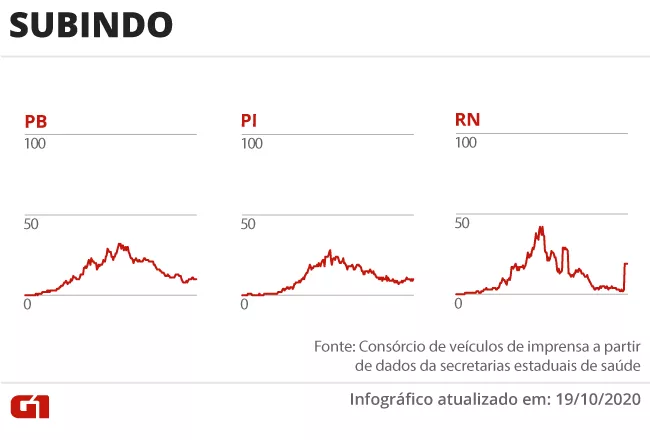 SUBINDO
PB
100
50
0
PI
100
50
0
RN
100
50
0
Fonte: Consórcio de veículos de imprensa a partir
de dados da secretarias estaduais de saúde
G1
Infográfico atualizado em: 19/10/2020